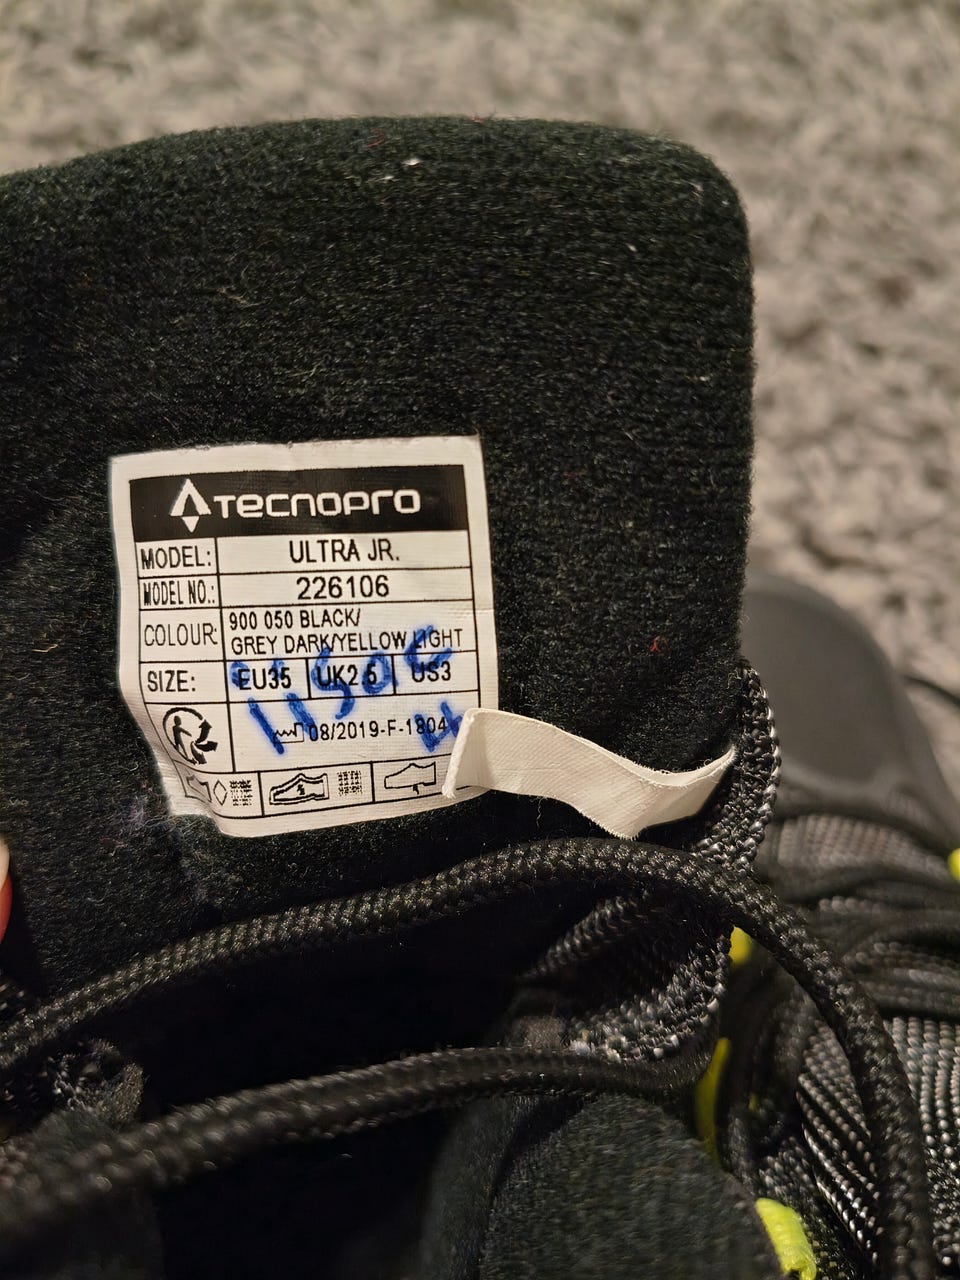 TECNOPRO
MODEL: ULTRA JR.
MODEL NO.: 226106
COLOUR: 900 050 BLACK/
GREY DARK/YELLOW LIGHT
SIZE: EU35 UK2.5 US3
08/2019-F-1804